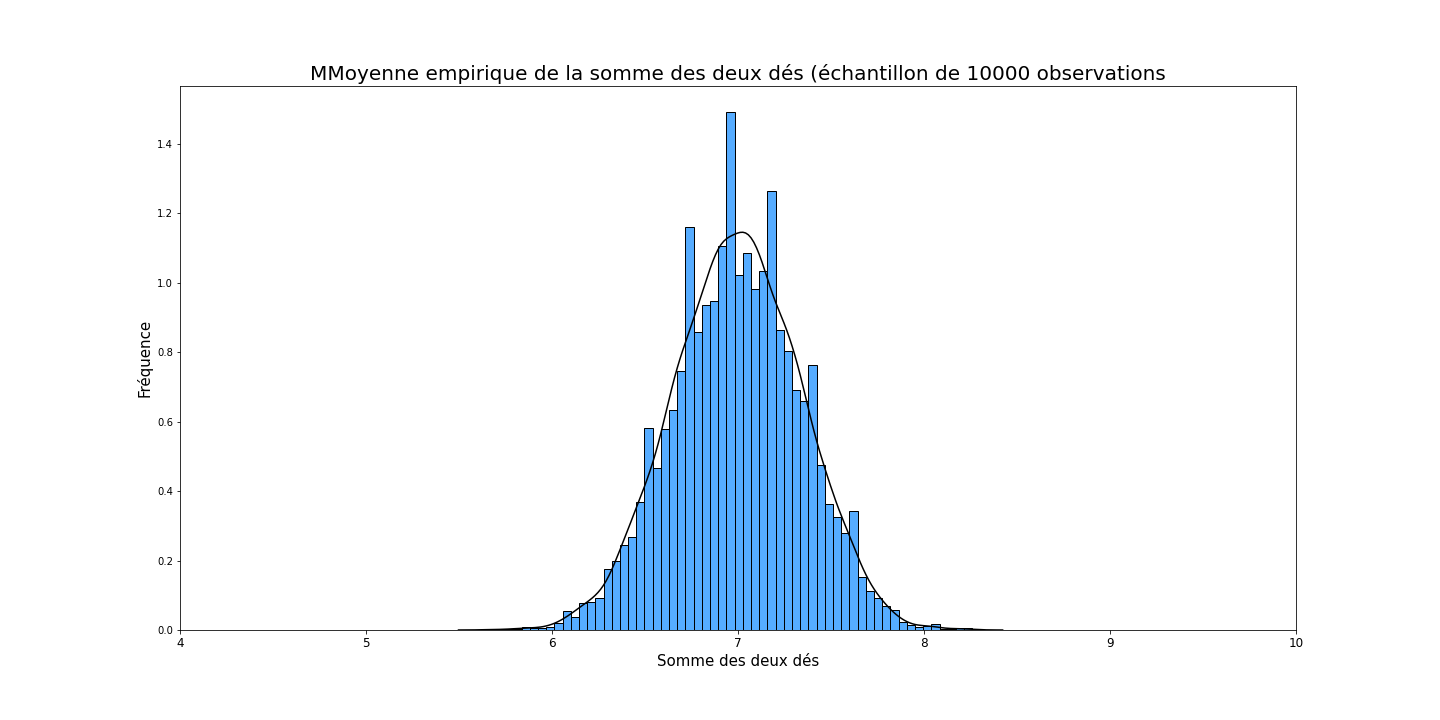 MMoyenne empirique de la somme des deux dés (échantillon de 10000 observations
Fréquence
1.4
1.2
1.0
0.8
0.6
0.4
0.2
0.0
4 5 6 7 8 9 10
Somme des deux dés